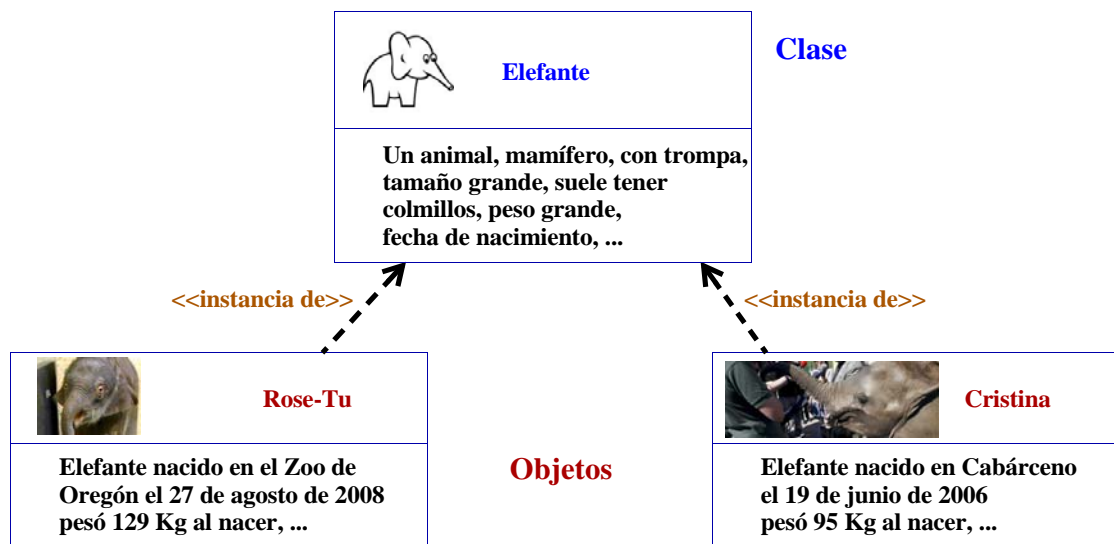 Clase
Elefante
Un animal, mamífero, con trompa,
tamaño grande, suele tener
colmillos, peso grande,
fecha de nacimiento, ...
<<instancia de>>
<<instancia de>>
Rose-Tu
Elefante nacido en el Zoo de
Oregón el 27 de agosto de 2008
pesó 129 Kg al nacer, ...
Objetos
Cristina
Elefante nacido en Cabárceno
el 19 de junio de 2006
pesó 95 Kg al nacer, ...